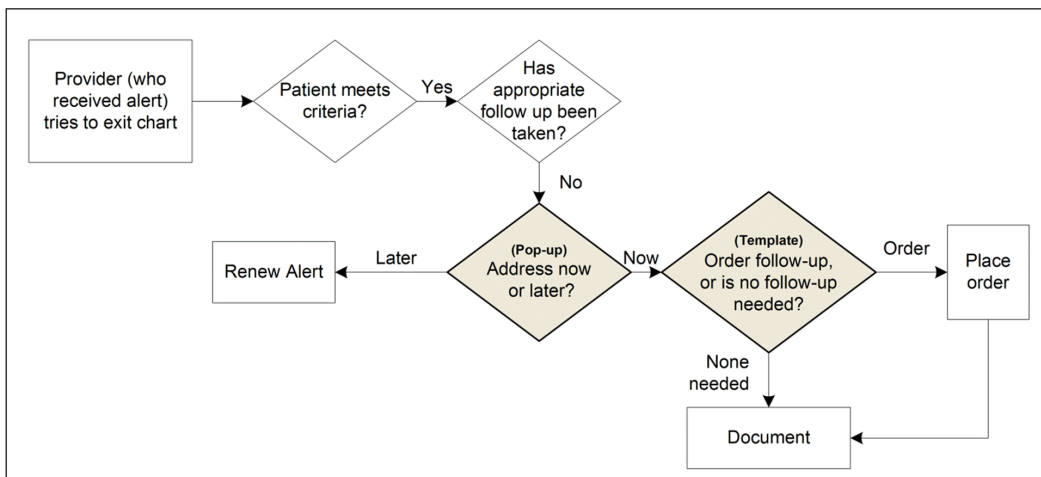 Provider (who
received alert)
tries to exit chart
Patient meets
criteria?
Yes
Has
appropriate
follow up been
taken?
No
(Pop-up)
Address now
or later?
Later
Renew Alert
Now
(Template)
Order follow-up,
or is no follow-up
needed?
Order
Place
order
None
needed
Document